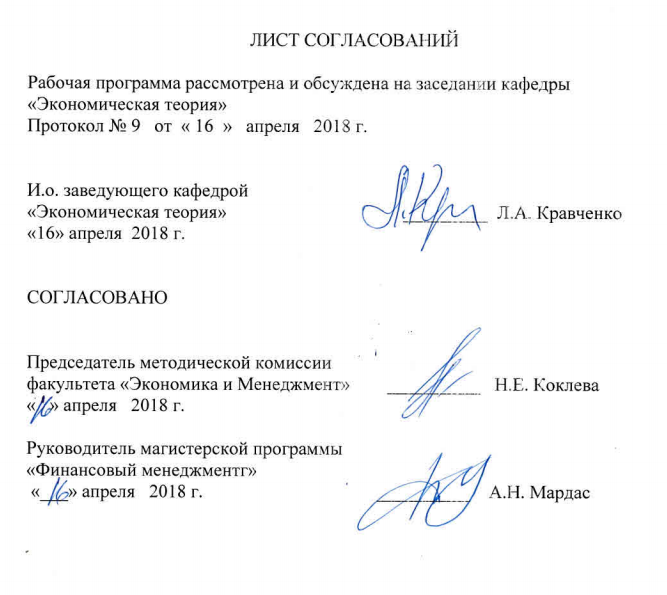 ЛИСТ СОГЛАСОВАНИЙ
Рабочая программа рассмотрена и обсуждена на заседании кафедры
«Экономическая теория»
Протокол № 9 от « 16 » апреля 2018 г.
И.о. заведующего кафедрой
«Экономическая теория»
«16» апреля 2018 г.
Л.А. Кравченко
СОГЛАСОВАНО
Председатель методической комиссии
факультета «Экономика и Менеджмент»
Н.Е. Коклева
«16» апреля 2018 г.
Руководитель магистерской программы
«Финансовый менеджментг»
«16» апреля 2018 г.
А.Н. Мардас